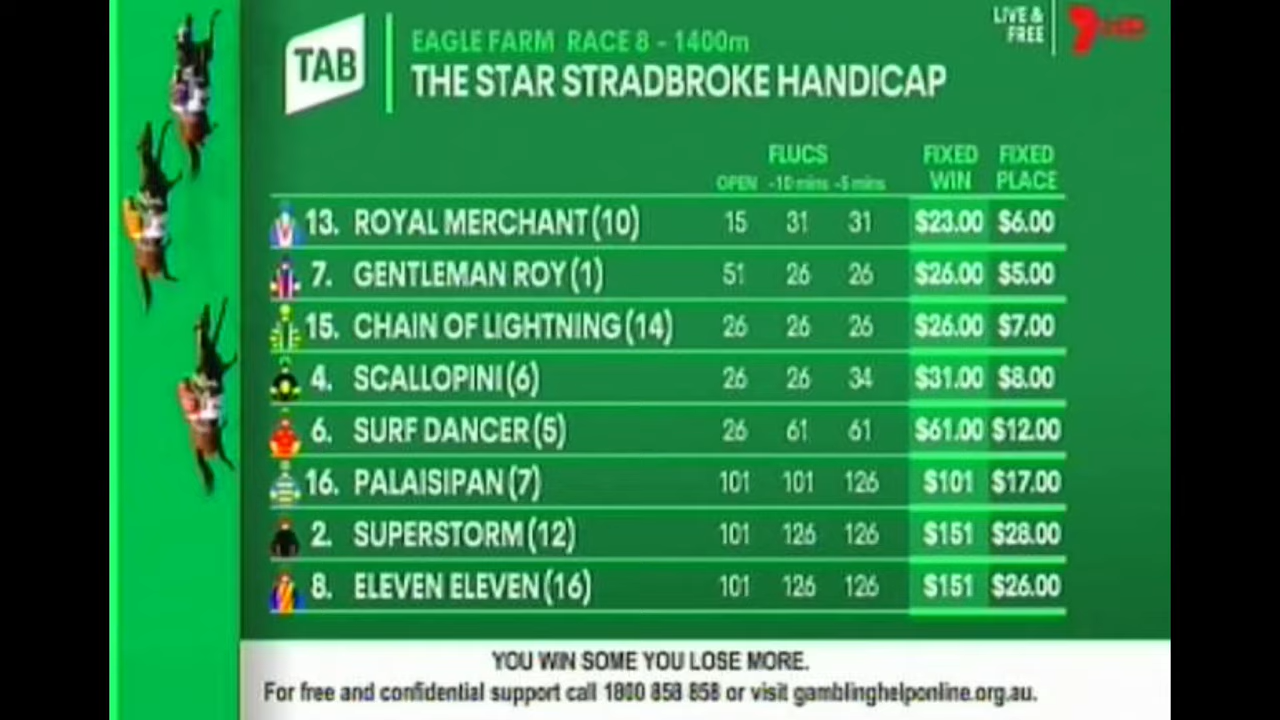 LIVE &
FREE
7
TAB
EAGLE FARM RACE 8 - 1400m
THE STAR STRADBROKE HANDICAP
FLUCS FIXED FIXED
OPEN -10 mins -5 mins WIN PLACE
13. ROYAL MERCHANT (10) 15 31 31 $23.00 $6.00
7. GENTLEMAN ROY (1) 51 26 26 $26.00 $5.00
15. CHAIN OF LIGHTNING (14) 26 26 26 $26.00 $7.00
4. SCALLOPINI (6) 26 26 34 $31.00 $8.00
6. SURF DANCER (5) 26 61 61 $61.00 $12.00
16. PALAISIPAN (7) 101 101 126 $101 $17.00
2. SUPERSTORM (12) 101 126 126 $151 $28.00
8. ELEVEN ELEVEN (16) 101 126 126 $151 $26.00
YOU WIN SOME YOU LOSE MORE.
For free and confidential support call 1800 858 858 or visit gamblinghelponline.org.au.